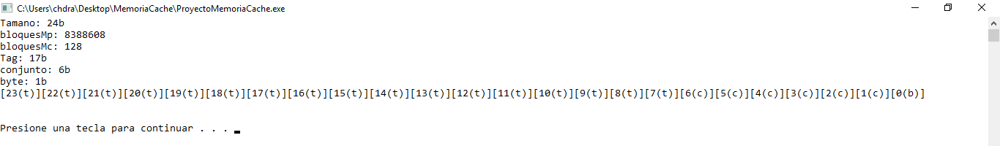 C:\Users\chdra\Desktop\MemoriaCache\ProyectoMemoriaCache.exe
Tamano: 24b
bloquesMp: 8388608
bloquesMc: 128
Tag: 17b
conjunto: 6b
byte: 1b
[23(t)][22(t)][21(t)][20(t)][19(t)][18(t)][17(t)][16(t)][15(t)][14(t)][13(t)][12(t)][11(t)][10(t)][9(t)][8(t)][7(t)][6(c)][5(c)][4(c)][3(c)][2(c)][1(c)][0(b)]
Presione una tecla para continuar . . .